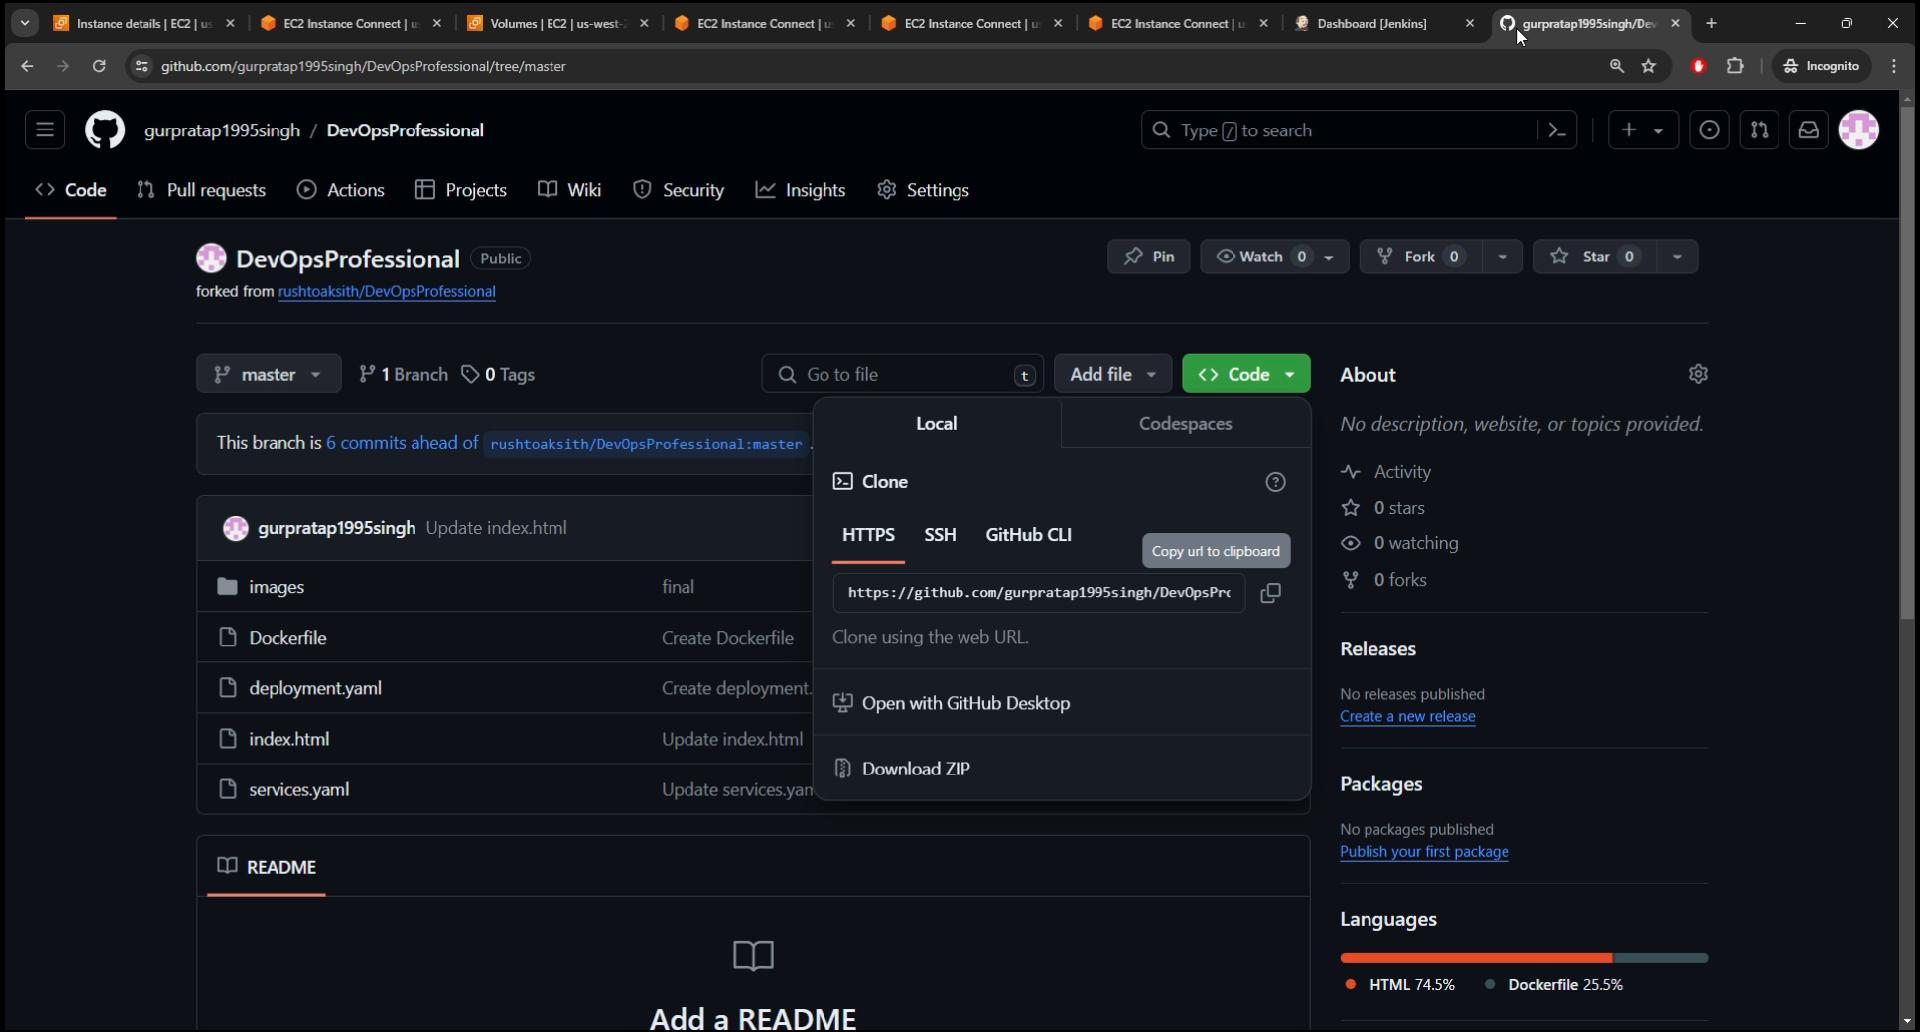 Instance details | EC2 | us
EC2 Instance Connect | u
Volumes | EC2 | us-west-2
EC2 Instance Connect | u
EC2 Instance Connect | u
EC2 Instance Connect | u
Dashboard [Jenkins]
gurpratap1995singh/Dev
github.com/gurpratap1995singh/DevOpsProfessional/tree/master
Incognito
gurpratap1995singh / DevOpsProfessional
Type / to search
Code
Pull requests
Actions
Projects
Wiki
Security
Insights
Settings
DevOpsProfessional Public
forked from rushtoaksith/DevOpsProfessional
Pin
Watch 0
Fork 0
Star 0
master
1 Branch
0 Tags
Go to file
t
Add file
<> Code
This branch is 6 commits ahead of rushtoaksith/DevOpsProfessional:master .
gurpratap1995singh Update index.html
images final
Dockerfile Create Dockerfile
deployment.yaml Create deployment.
index.html Update index.html
services.yaml Update services.yam
Local
Codespaces
Clone
HTTPS
SSH
GitHub CLI
Copy url to clipboard
https://github.com/gurpratap1995singh/DevOpsPro
Clone using the web URL.
Open with GitHub Desktop
Download ZIP
README
Add a README
About
No description, website, or topics provided.
Activity
0 stars
0 watching
0 forks
Releases
No releases published
Create a new release
Packages
No packages published
Publish your first package
Languages
HTML 74.5%
Dockerfile 25.5%